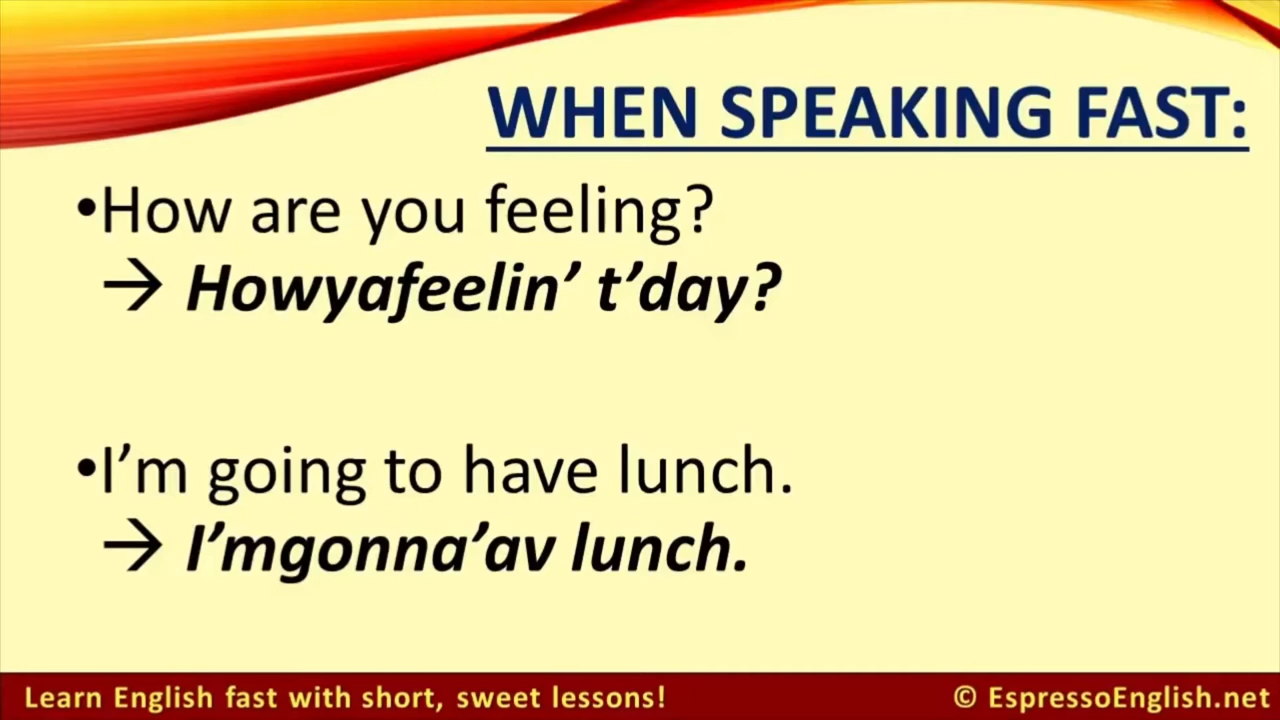 WHEN SPEAKING FAST:
•How are you feeling?
→ Howyafeelin’ t’day?
•I’m going to have lunch.
→ I’mgonna’av lunch.
Learn English fast with short, sweet lessons!
© EspressoEnglish.net